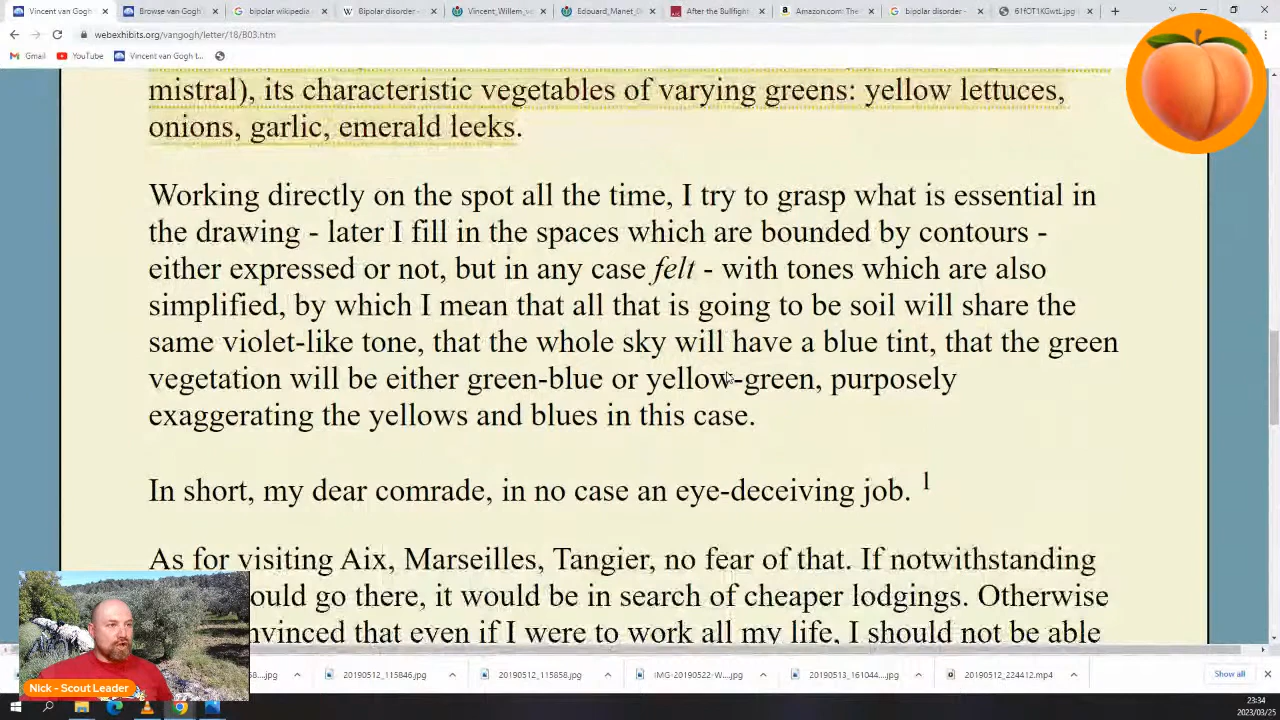 Vincent van Gogh
Browse van Gogh
bipolar wikipedia
Bipolar disorder -
Vincent_Willem_v
Edouard_Manet_
After the Bullfight
Amazon.com: The
bipolar disorder -
61fOT1KGwtL.jpg
webexhibits.org/vangogh/letter/18/B03.htm
Gmail
YouTube
Vincent van Gogh t...
mistral), its characteristic vegetables of varying greens: yellow lettuces,
onions, garlic, emerald leeks.
Working directly on the spot all the time, I try to grasp what is essential in
the drawing - later I fill in the spaces which are bounded by contours -
either expressed or not, but in any case felt - with tones which are also
simplified, by which I mean that all that is going to be soil will share the
same violet-like tone, that the whole sky will have a blue tint, that the green
vegetation will be either green-blue or yellow-green, purposely
exaggerating the yellows and blues in this case.
In short, my dear comrade, in no case an eye-deceiving job. 1
As for visiting Aix, Marseilles, Tangier, no fear of that. If notwithstanding
ould go there, it would be in search of cheaper lodgings. Otherwise
nvinced that even if I were to work all my life, I should not be able
Nick - Scout Leader
58....jpg
20190512_115846.jpg
IMG-20190522-W....jpg
20190513_161044....jpg
20190512_224412.mp4
Show all
23:34
2023/03/25